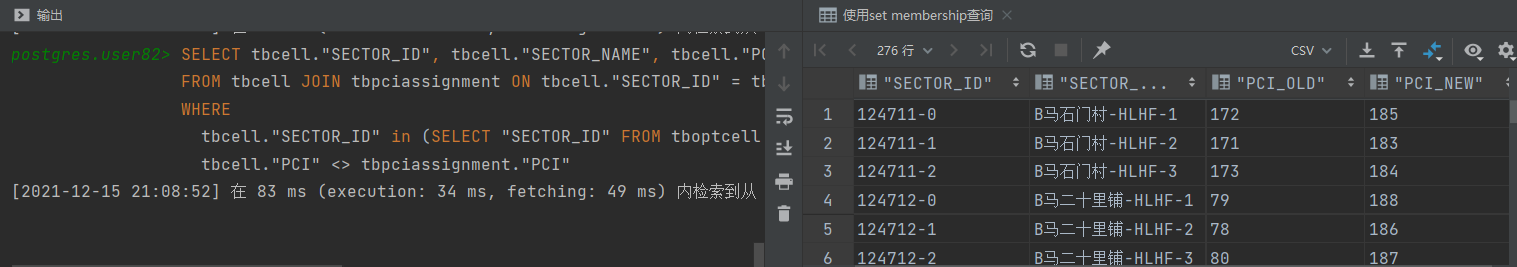 输出
postgres.user82> SELECT tbcell."SECTOR_ID", tbcell."SECTOR_NAME", tbcell."PC
FROM tbcell JOIN tbpciassignment ON tbcell."SECTOR_ID" = tb
WHERE
tbcell."SECTOR_ID" in (SELECT "SECTOR_ID" FROM tboptcell
tbcell."PCI" <> tbpciassignment."PCI"
[2021-12-15 21:08:52] 在 83 ms (execution: 34 ms, fetching: 49 ms) 内检索到从
使用set membership查询
276 行 CSV
"SECTOR_ID" "SECTOR_... "PCI_OLD" "PCI_NEW"
1 124711-0 B马石门村-HLHF-1 172 185
2 124711-1 B马石门村-HLHF-2 171 183
3 124711-2 B马石门村-HLHF-3 173 184
4 124712-0 B马二十里铺-HLHF-1 79 188
5 124712-1 B马二十里铺-HLHF-2 78 186
6 124712-2 B马二十里铺-HLHF-3 80 187